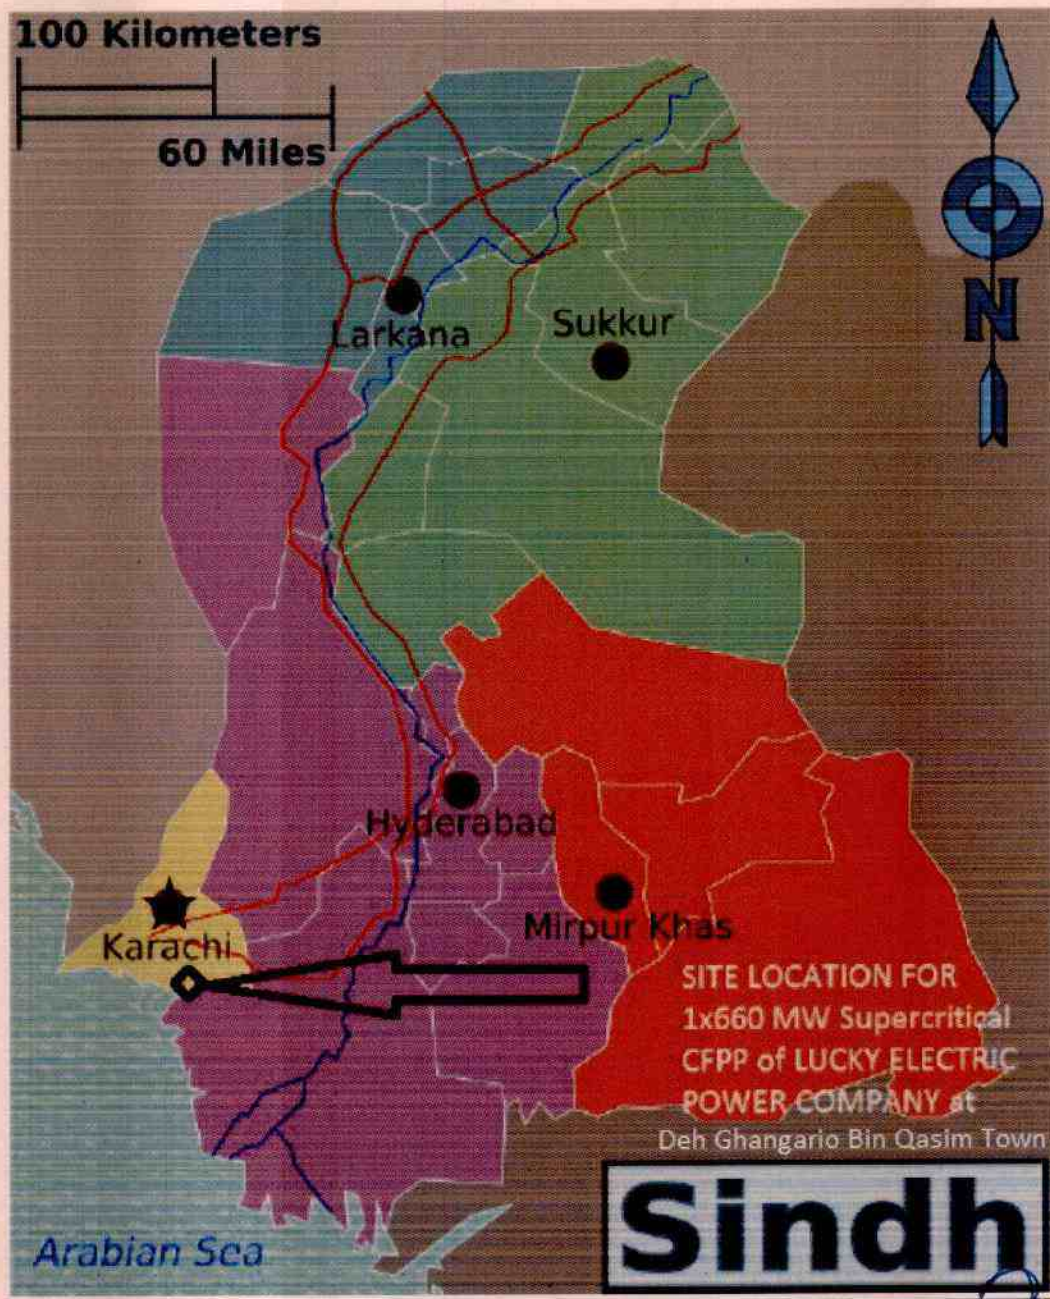 100 Kilometers
60 Miles
N
Larkana
Sukkur
Hyderabad
Karachi
Mirpur Khas
SITE LOCATION FOR
1x660 MW Supercritical
CFPP of LUCKY ELECTRIC
POWER COMPANY at
Deh Ghangario Bin Qasim Town
Sindh
Arabian Sea